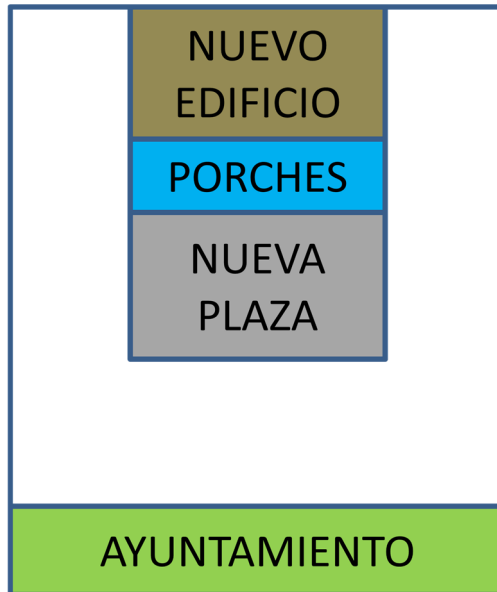 NUEVO
EDIFICIO
PORCHES
NUEVA
PLAZA
AYUNTAMIENTO